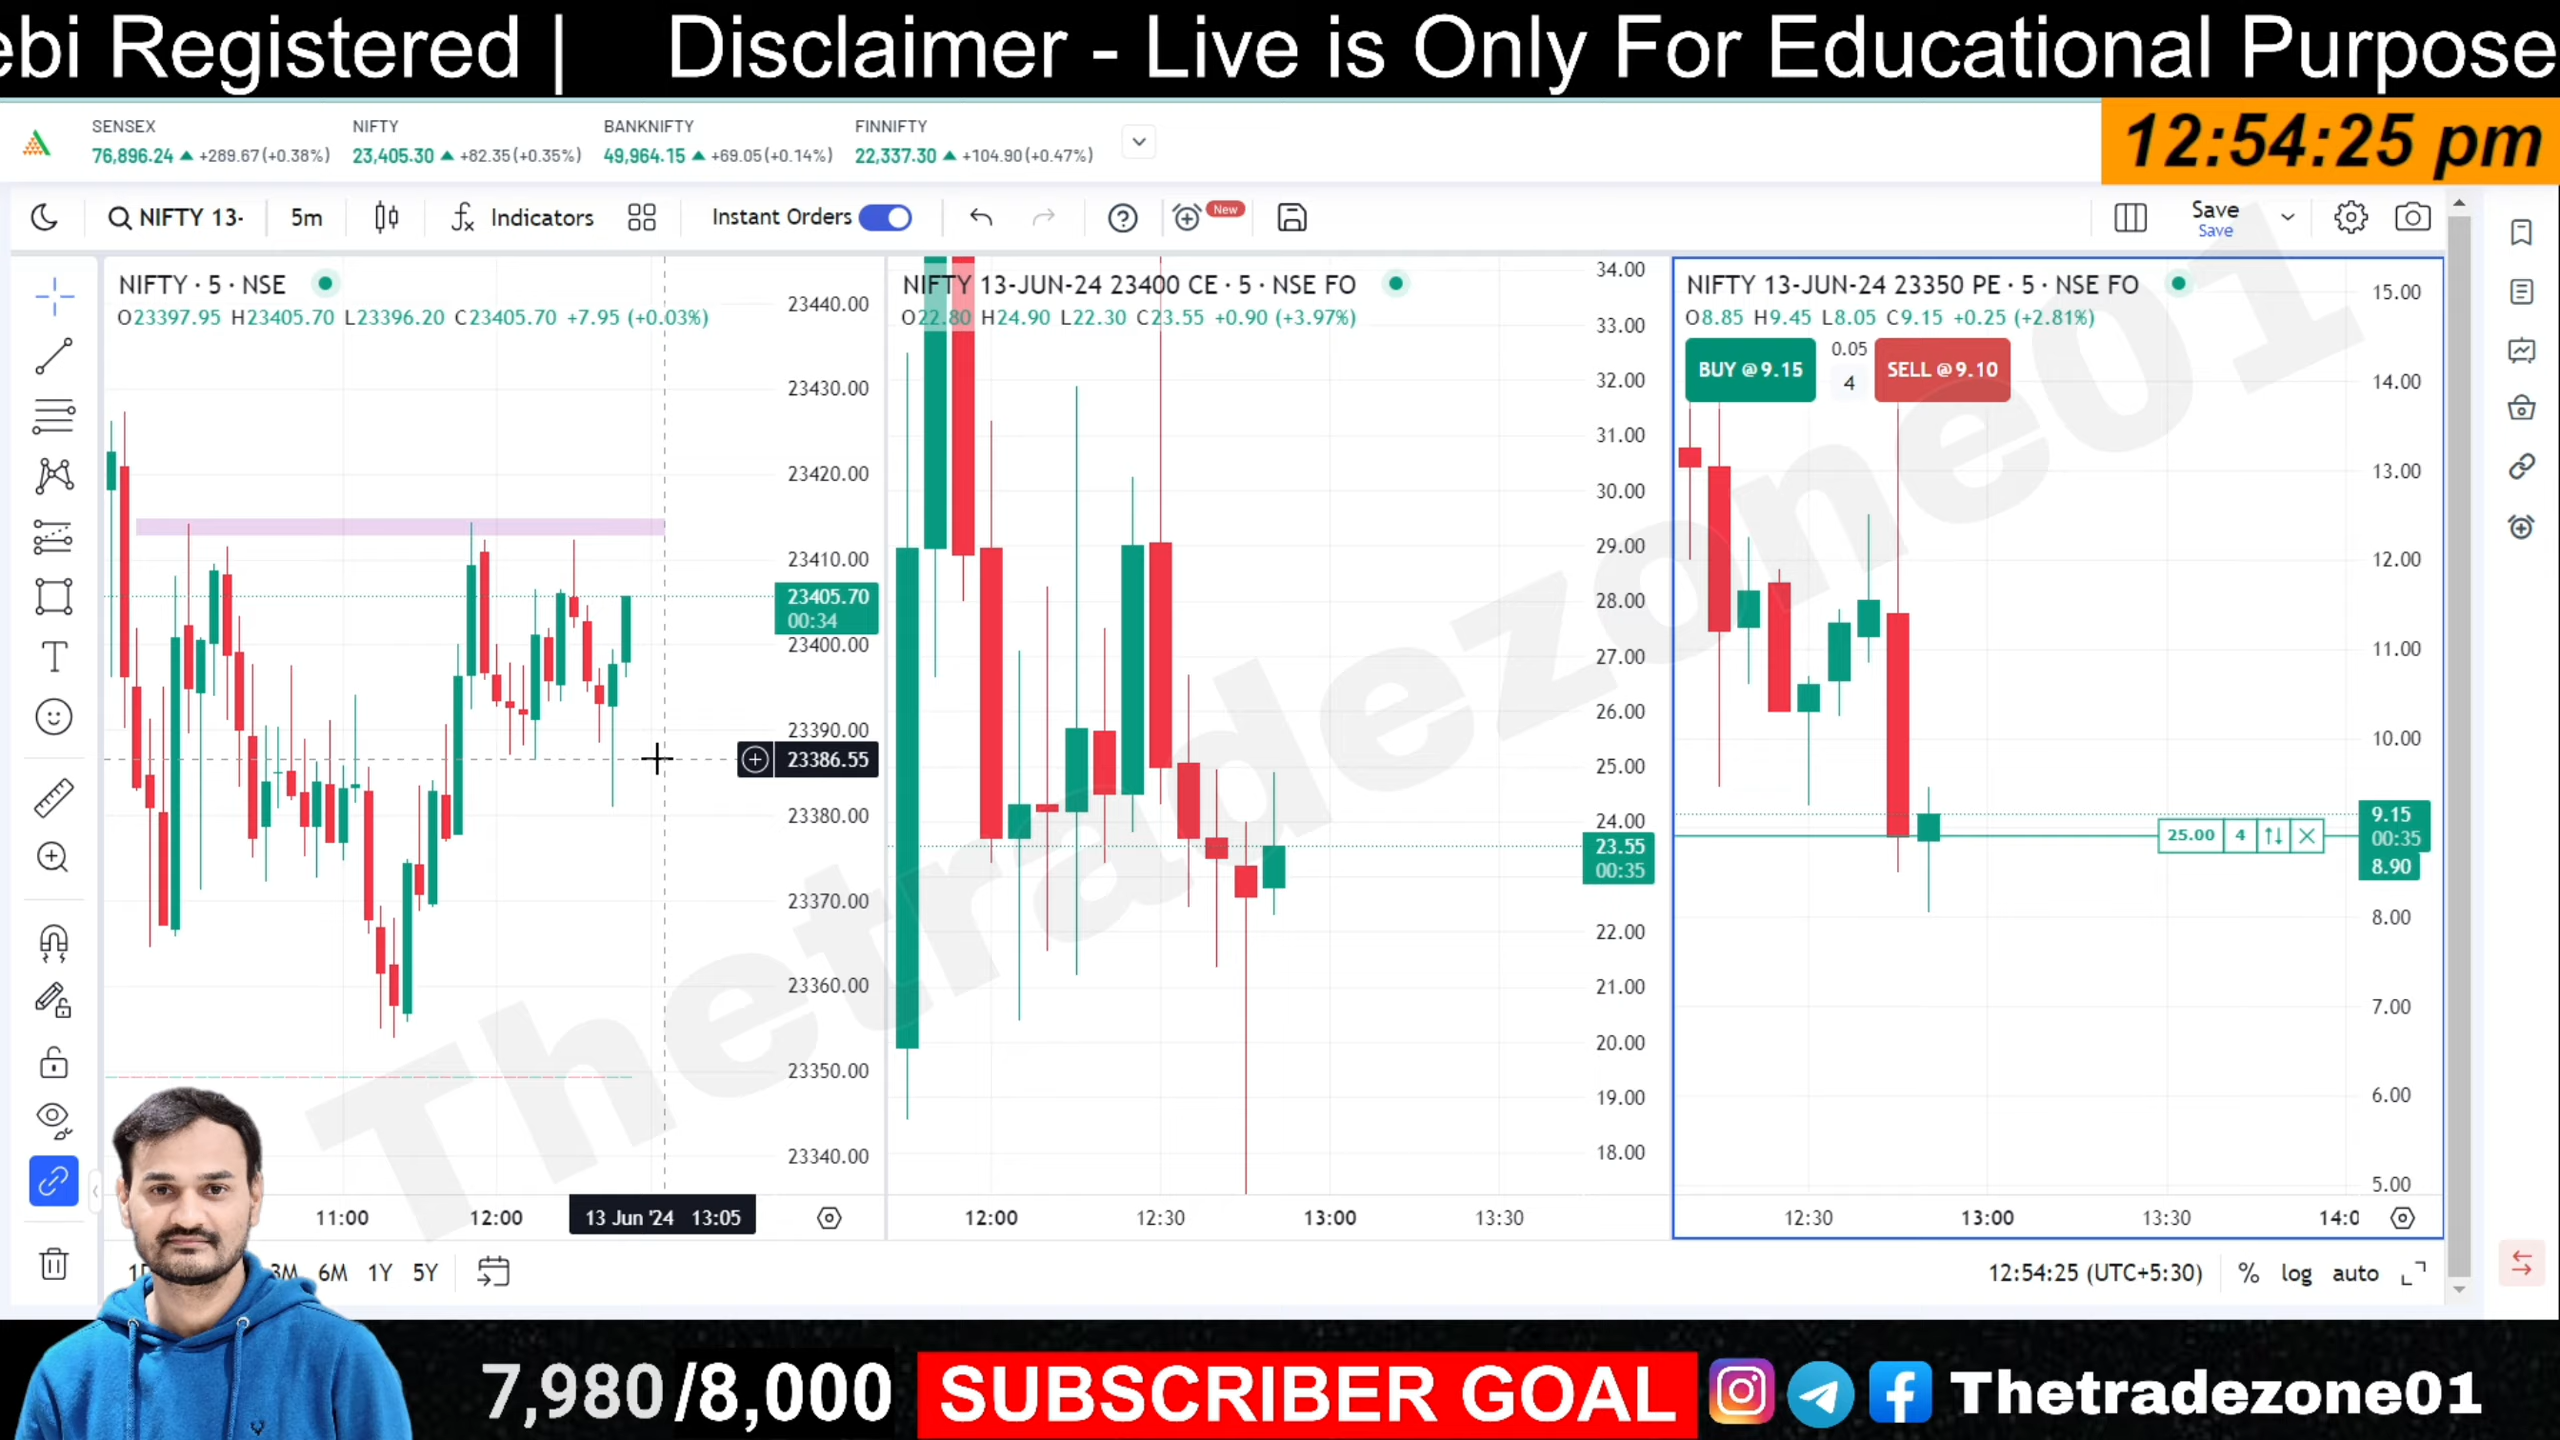 ebi Registered |     Disclaimer - Live is Only For Educational Purpose
12:54:25 pm
SENSEX NIFTY BANKNIFTY FINNIFTY
76,896.24 ▲ +289.67(+0.38%) 23,405.30 ▲ +82.35(+0.35%) 49,964.15 ▲ +69.05(+0.14%) 22,337.30 ▲ +104.90(+0.47%)
NIFTY 13- 5m Indicators Instant Orders New Save
Save
NIFTY · 5 · NSE
O23397.95 H23405.70 L23396.20 C23405.70 +7.95 (+0.03%)
23440.00
23430.00
23420.00
23410.00
23405.70
00:34
23400.00
23390.00
23386.55
23380.00
23370.00
23360.00
23350.00
23340.00
11:00 12:00 13 Jun '24 13:05
NIFTY 13-JUN-24 23400 CE · 5 · NSE FO
O22.80 H24.90 L22.30 C23.55 +0.90 (+3.97%)
34.00
33.00
32.00
31.00
30.00
29.00
28.00
27.00
26.00
25.00
24.00
23.55
00:35
22.00
21.00
20.00
19.00
18.00
12:00 12:30 13:00 13:30
NIFTY 13-JUN-24 23350 PE · 5 · NSE FO
O8.85 H9.45 L8.05 C9.15 +0.25 (+2.81%)
BUY @ 9.15 0.05 SELL @ 9.10
4
15.00
14.00
13.00
12.00
11.00
10.00
9.15
00:35
25.00 4
8.90
8.00
7.00
6.00
5.00
12:30 13:00 13:30 14:0
Thetradezone01
3M 6M 1Y 5Y
12:54:25 (UTC+5:30) % log auto
7,980/8,000 SUBSCRIBER GOAL Thetradezone01